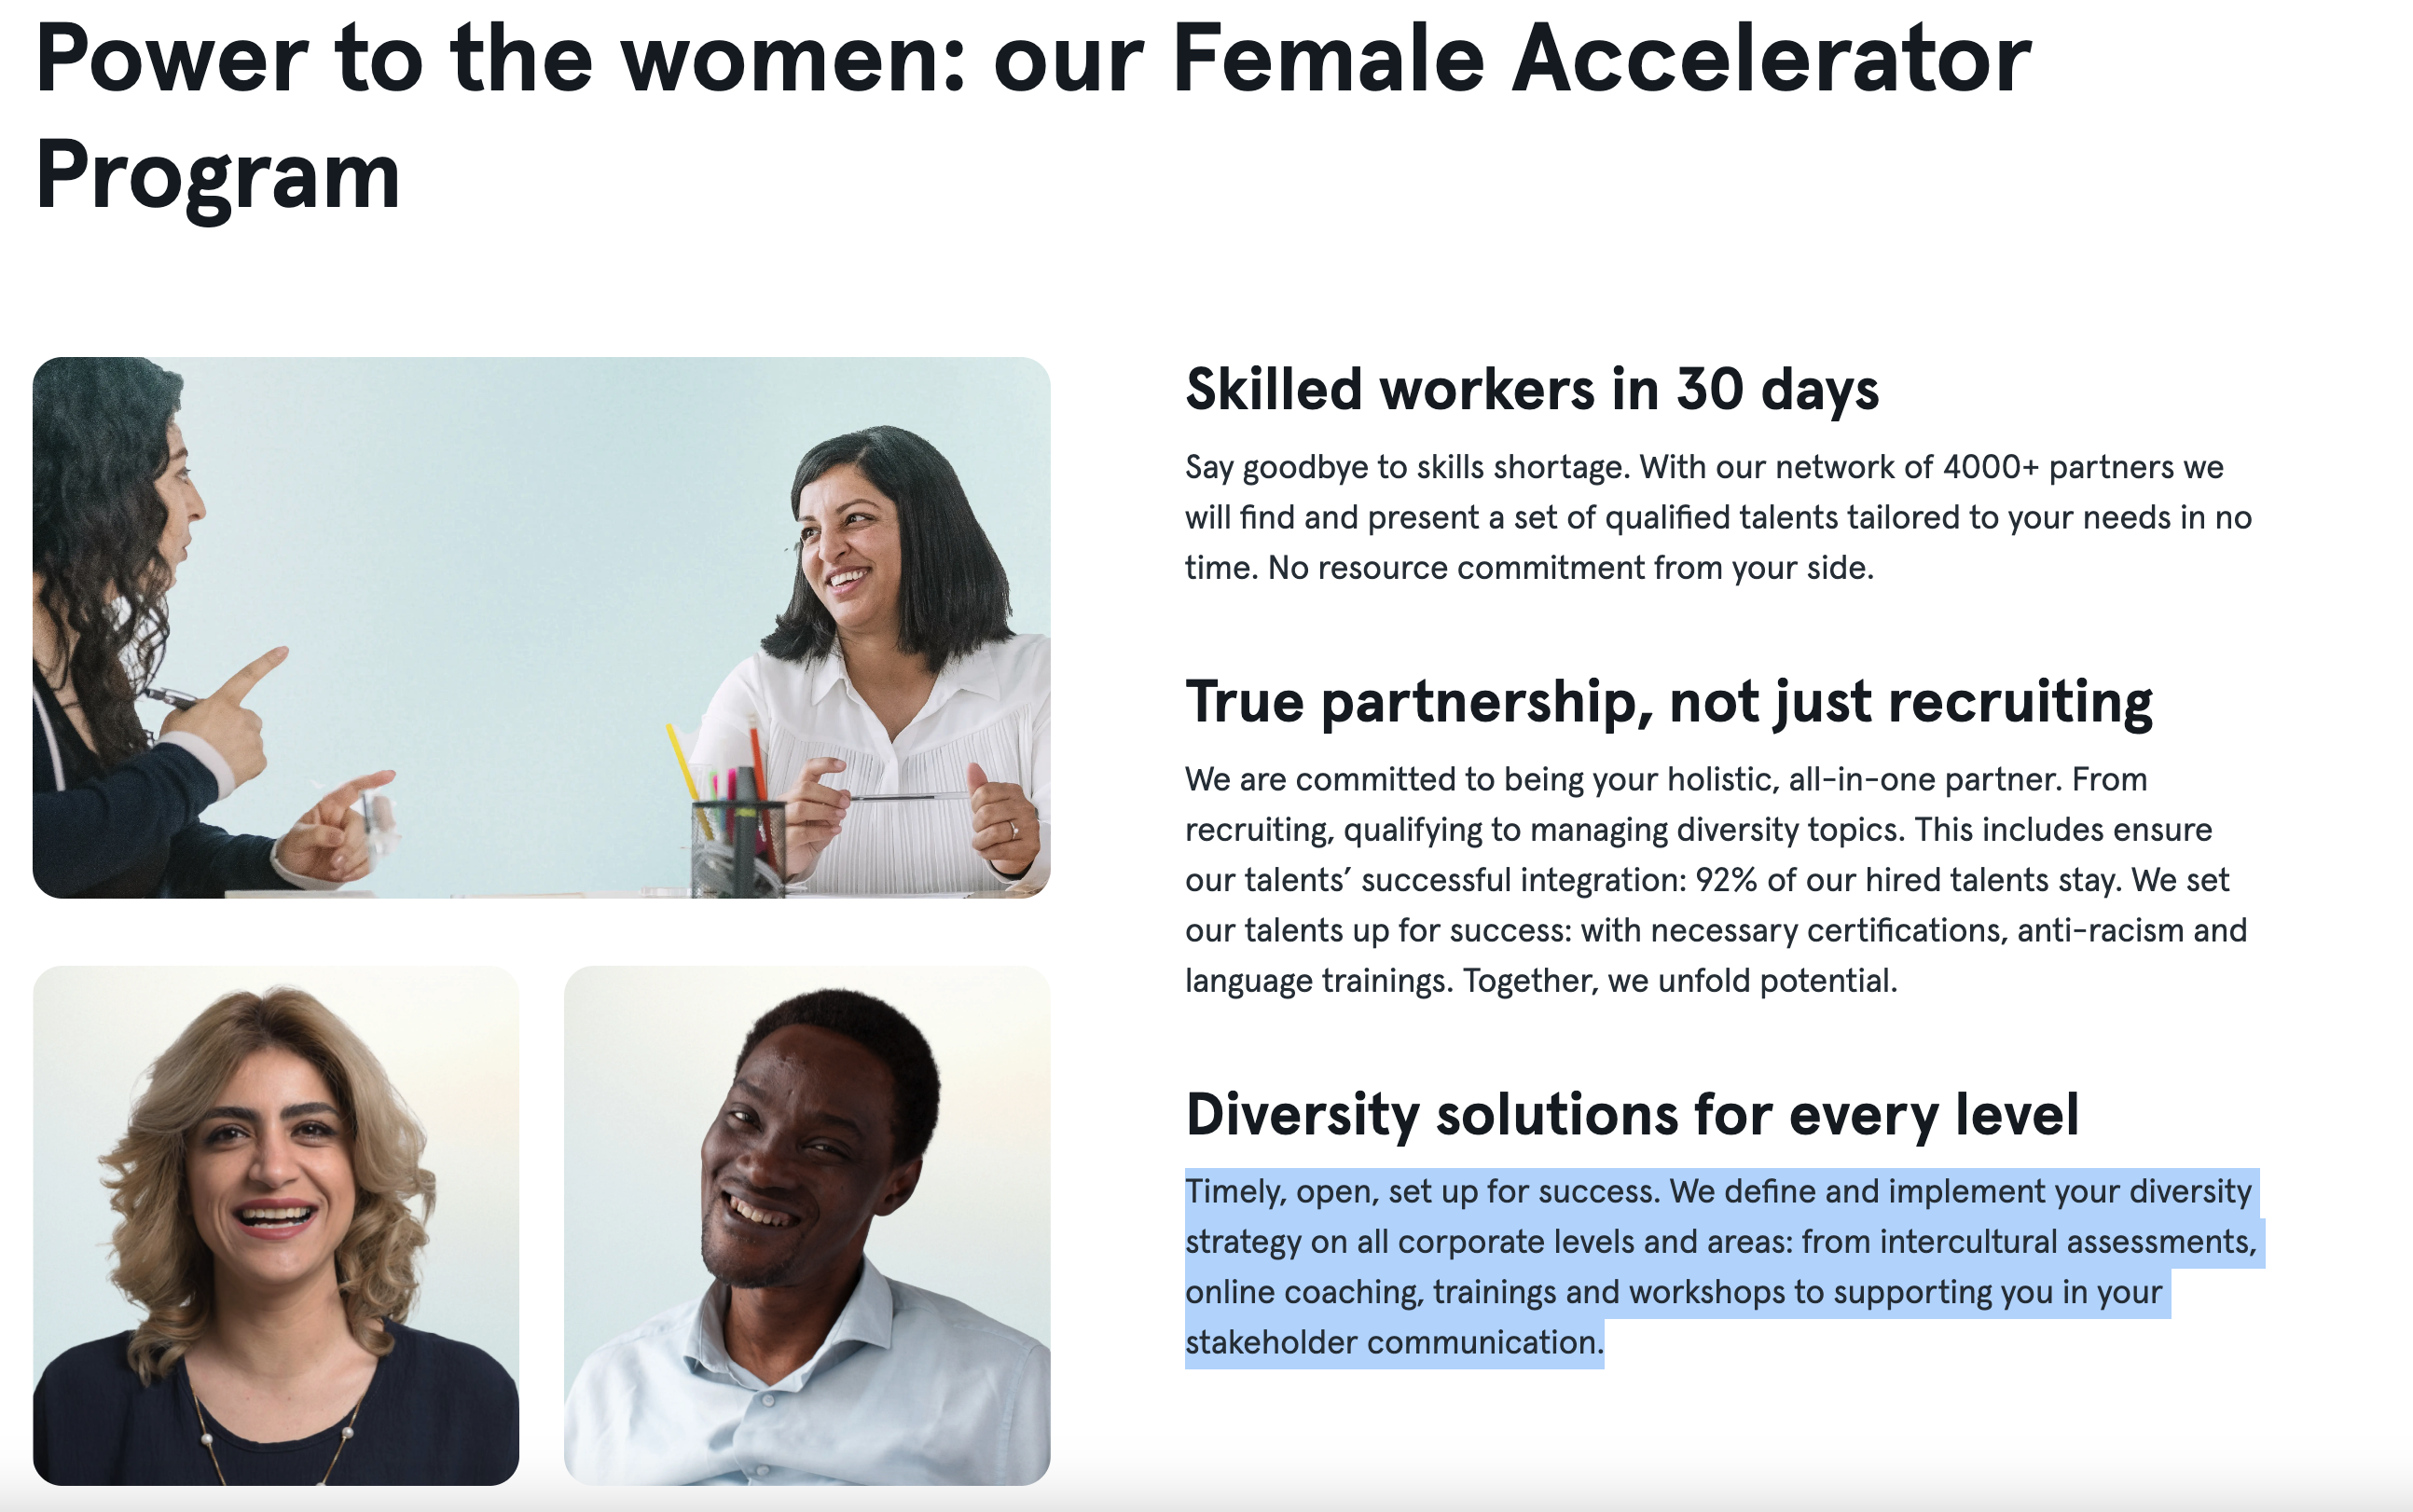 Power to the women: our Female Accelerator
Program
Skilled workers in 30 days
Say goodbye to skills shortage. With our network of 4000+ partners we
will find and present a set of qualified talents tailored to your needs in no
time. No resource commitment from your side.
True partnership, not just recruiting
We are committed to being your holistic, all-in-one partner. From
recruiting, qualifying to managing diversity topics. This includes ensure
our talents’ successful integration: 92% of our hired talents stay. We set
our talents up for success: with necessary certifications, anti-racism and
language trainings. Together, we unfold potential.
Diversity solutions for every level
Timely, open, set up for success. We define and implement your diversity
strategy on all corporate levels and areas: from intercultural assessments,
online coaching, trainings and workshops to supporting you in your
stakeholder communication.